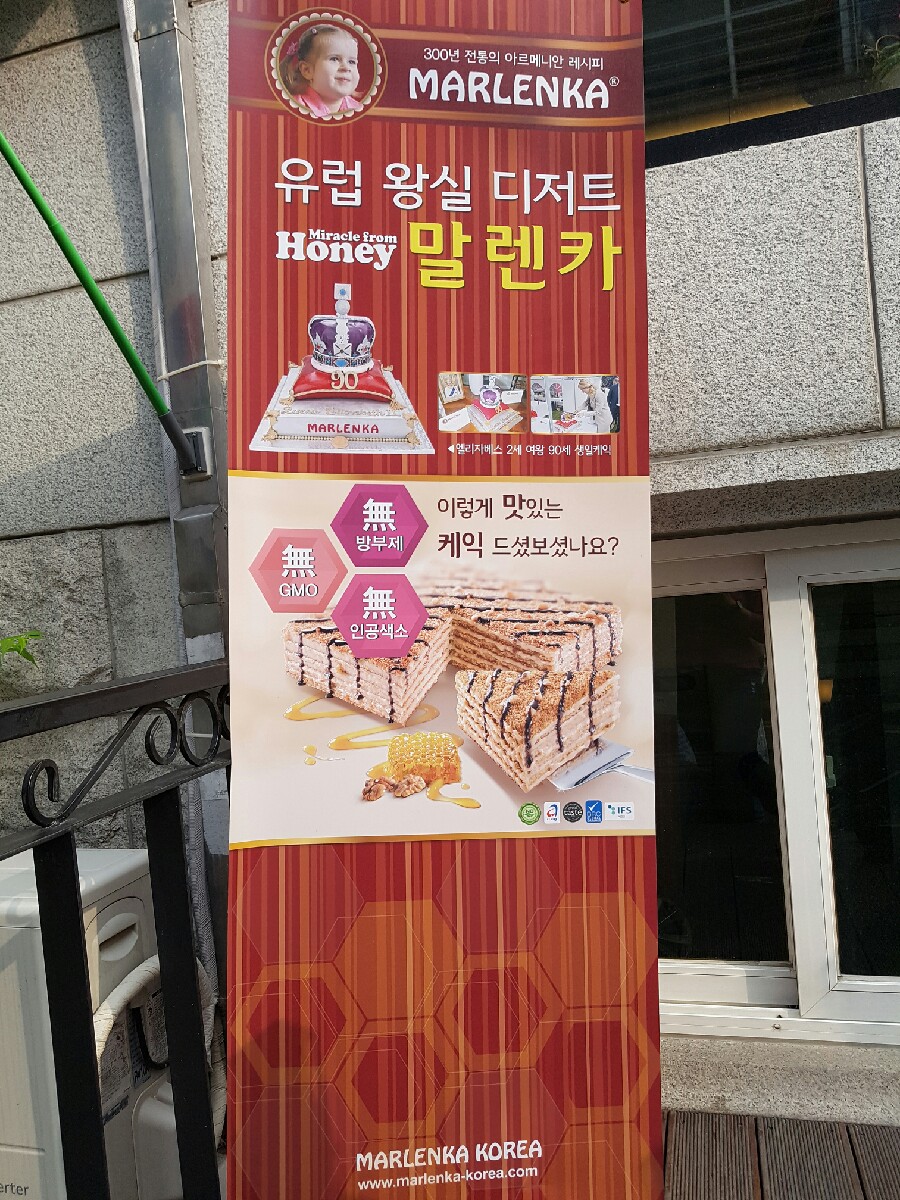 300년 전통의 아르메니안 레시피
MARLENKA®
유럽 왕실 디저트
Miracle from
Honey
말렌카
90
MARLENKA
◀엘리자베스 2세 여왕 90세 생일케익
無
방부제
無
GMO
無
인공색소
이렇게 맛있는
케익 드셨보셨나요?
taste
IFS
MARLENKA KOREA
www.marlenka-korea.com
erter